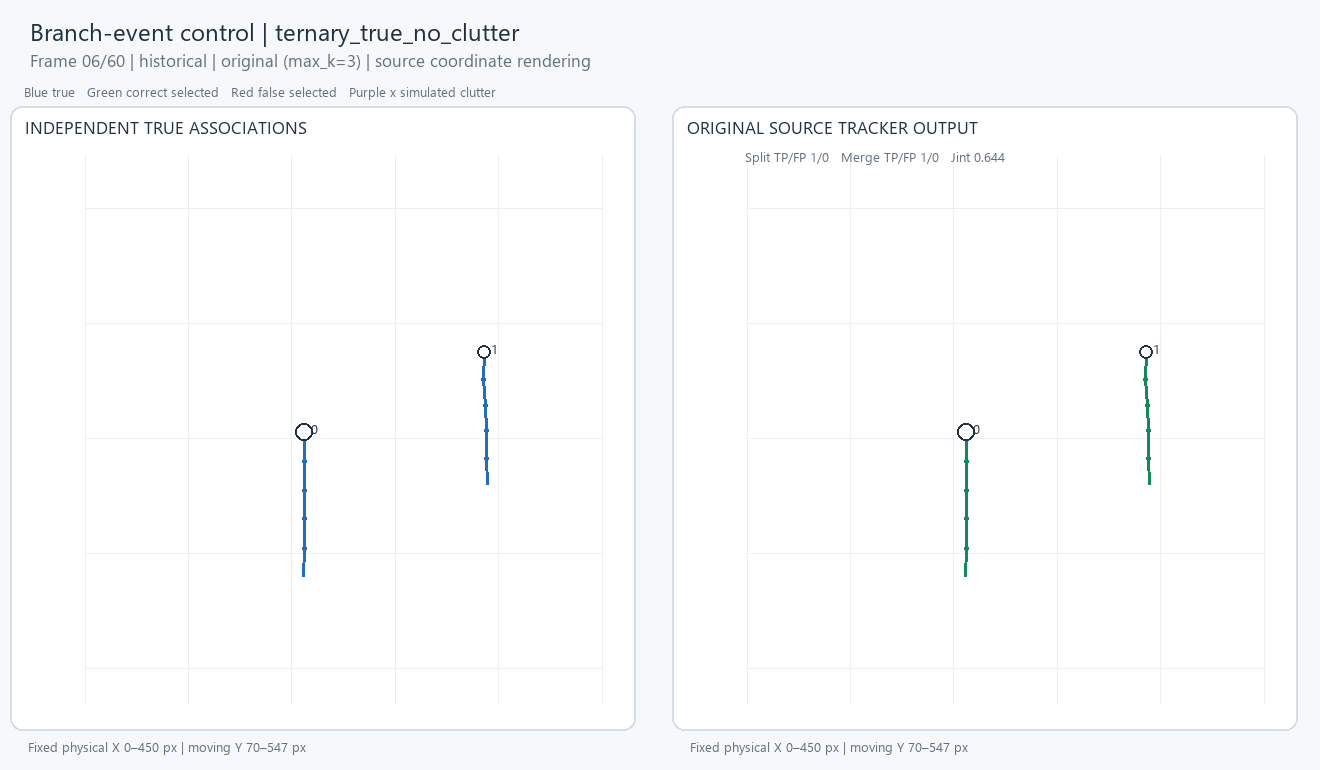 Branch-event control | ternary_true_no_clutter
Frame 06/60 | historical | original (max_k=3) | source coordinate rendering
Blue true Green correct selected Red false selected Purple x simulated clutter
INDEPENDENT TRUE ASSOCIATIONS
1
0
Fixed physical X 0–450 px | moving Y 70–547 px
ORIGINAL SOURCE TRACKER OUTPUT
Split TP/FP 1/0 Merge TP/FP 1/0 Jint 0.644
1
0
Fixed physical X 0–450 px | moving Y 70–547 px